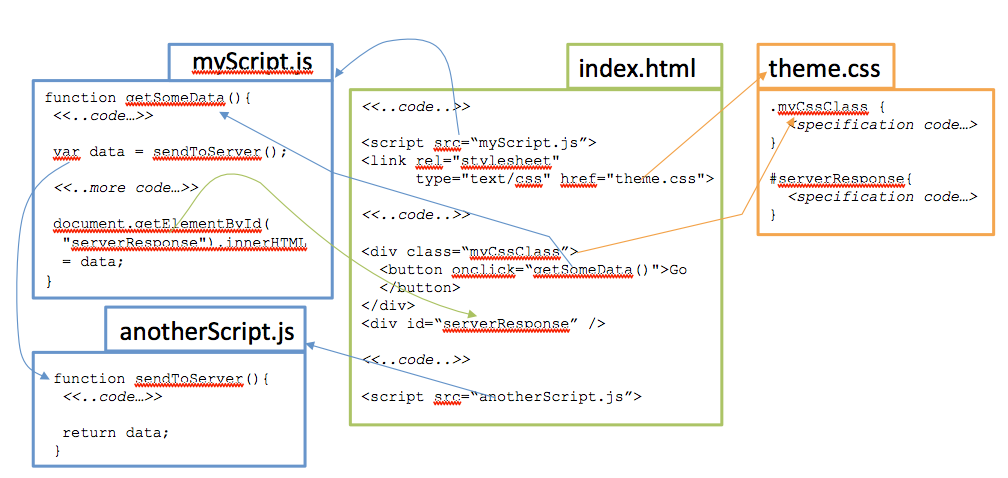 myScript.js
function getSomeData(){
<<..code…>>
var data = sendToServer();
<<..more code…>>
document.getElementById(
"serverResponse").innerHTML
= data;
}
anotherScript.js
function sendToServer(){
<<..code…>>
return data;
}
index.html
<<..code..>>
<script src=“myScript.js”>
<link rel="stylesheet"
type="text/css" href="theme.css">
<<..code..>>
<div class=“myCssClass”>
<button onclick=“getSomeData()">Go
</button>
</div>
<div id=“serverResponse” />
<<..code..>>
<script src=“anotherScript.js”>
theme.css
.myCssClass {
<specification code…>
}
#serverResponse{
<specification code…>
}